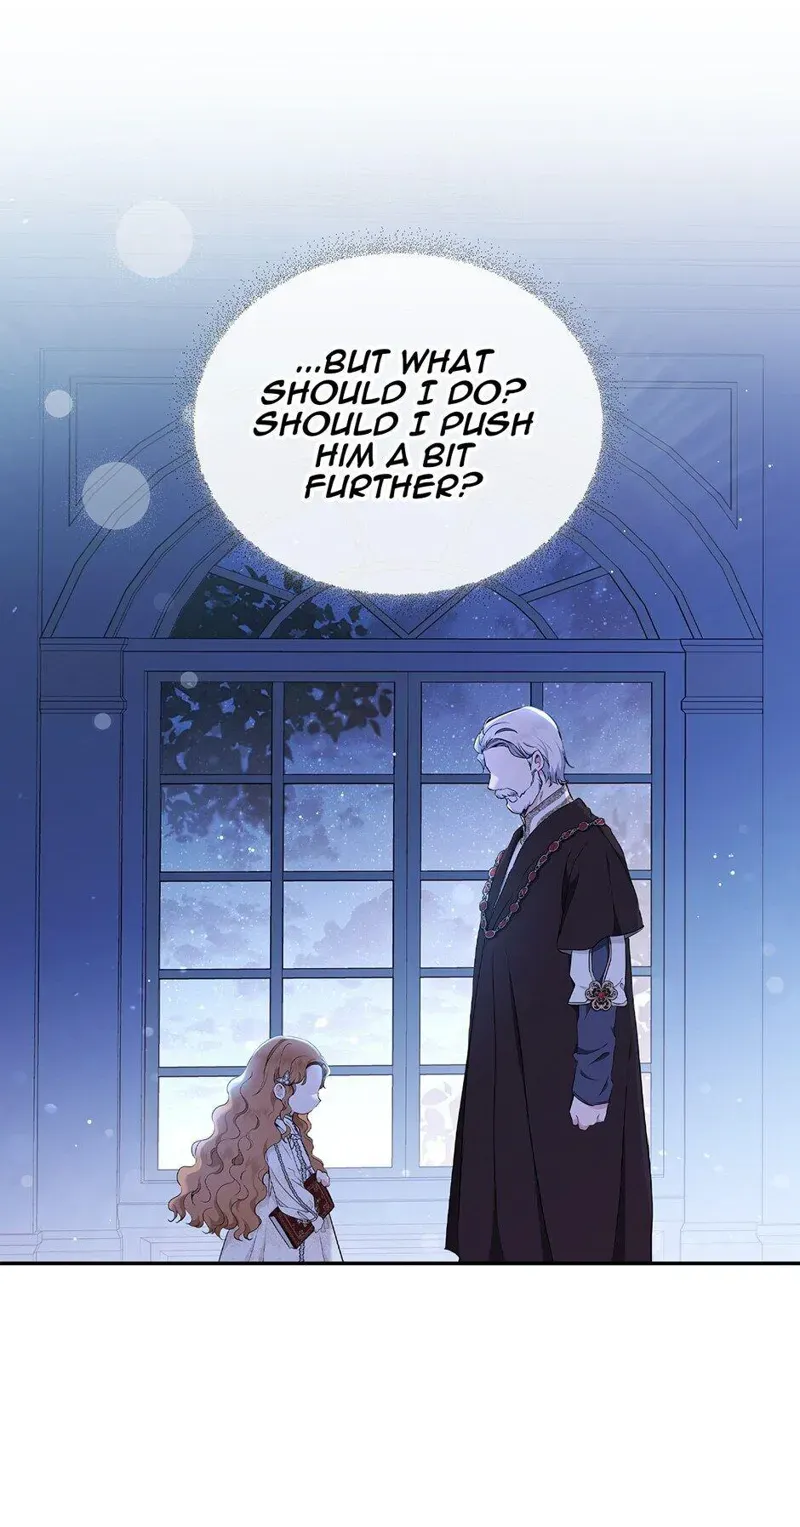 ...BUT WHAT
SHOULD I DO?
SHOULD I PUSH
HIM A BIT
FURTHER?